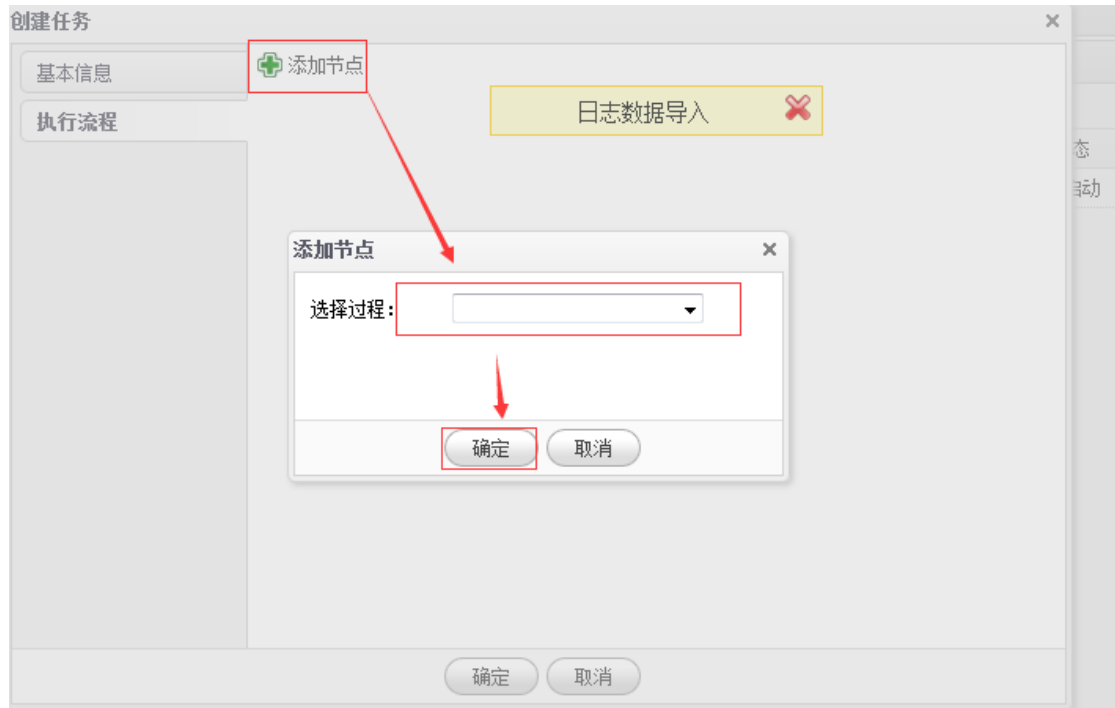 创建任务
基本信息
添加节点
执行流程
日志数据导入
态
启动
添加节点
选择过程：
确定
取消
确定
取消